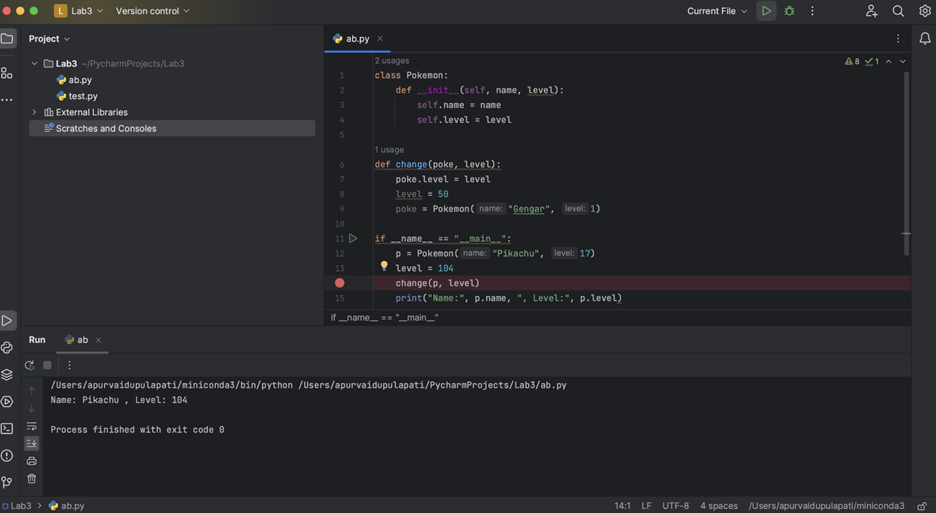 L Lab3 Version control Current File
Project ab.py
2 usages 8 1
Lab3 ~/PycharmProjects/Lab3
ab.py
test.py
External Libraries
Scratches and Consoles
1 class Pokemon:
2 def __init__(self, name, level):
3 self.name = name
4 self.level = level
5
1 usage
6 def change(poke, level):
7 poke.level = level
8 level = 50
9 poke = Pokemon( name: "Gengar", level: 1)
10
11 if __name__ == "__main__":
12 p = Pokemon( name: "Pikachu", level: 17)
13 level = 104
change(p, level)
15 print("Name:", p.name, ", Level:", p.level)
if __name__ == "__main__"
Run ab
/Users/apurvaidupulapati/miniconda3/bin/python /Users/apurvaidupulapati/PycharmProjects/Lab3/ab.py
Name: Pikachu , Level: 104
Process finished with exit code 0
Lab3 ab.py 14:1 LF UTF-8 4 spaces /Users/apurvaidupulapati/miniconda3